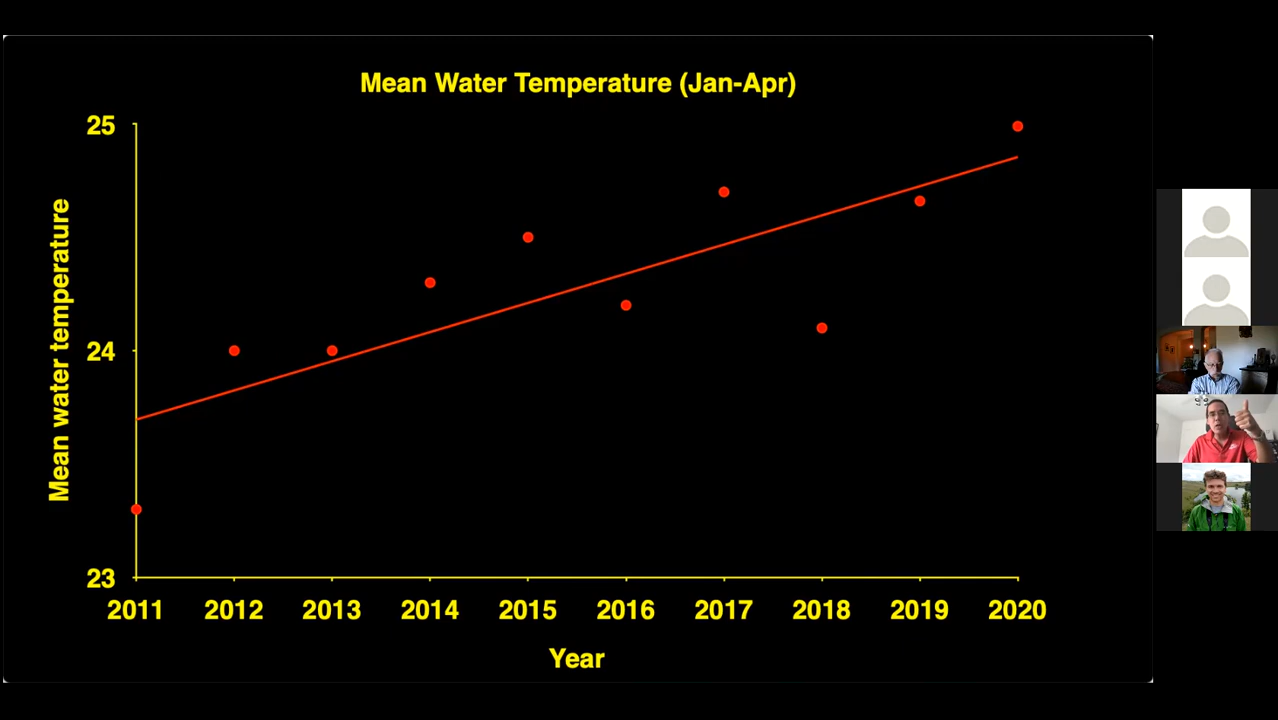 Mean Water Temperature (Jan-Apr)
25
24
23
Mean water temperature
2011 2012 2013 2014 2015 2016 2017 2018 2019 2020
Year